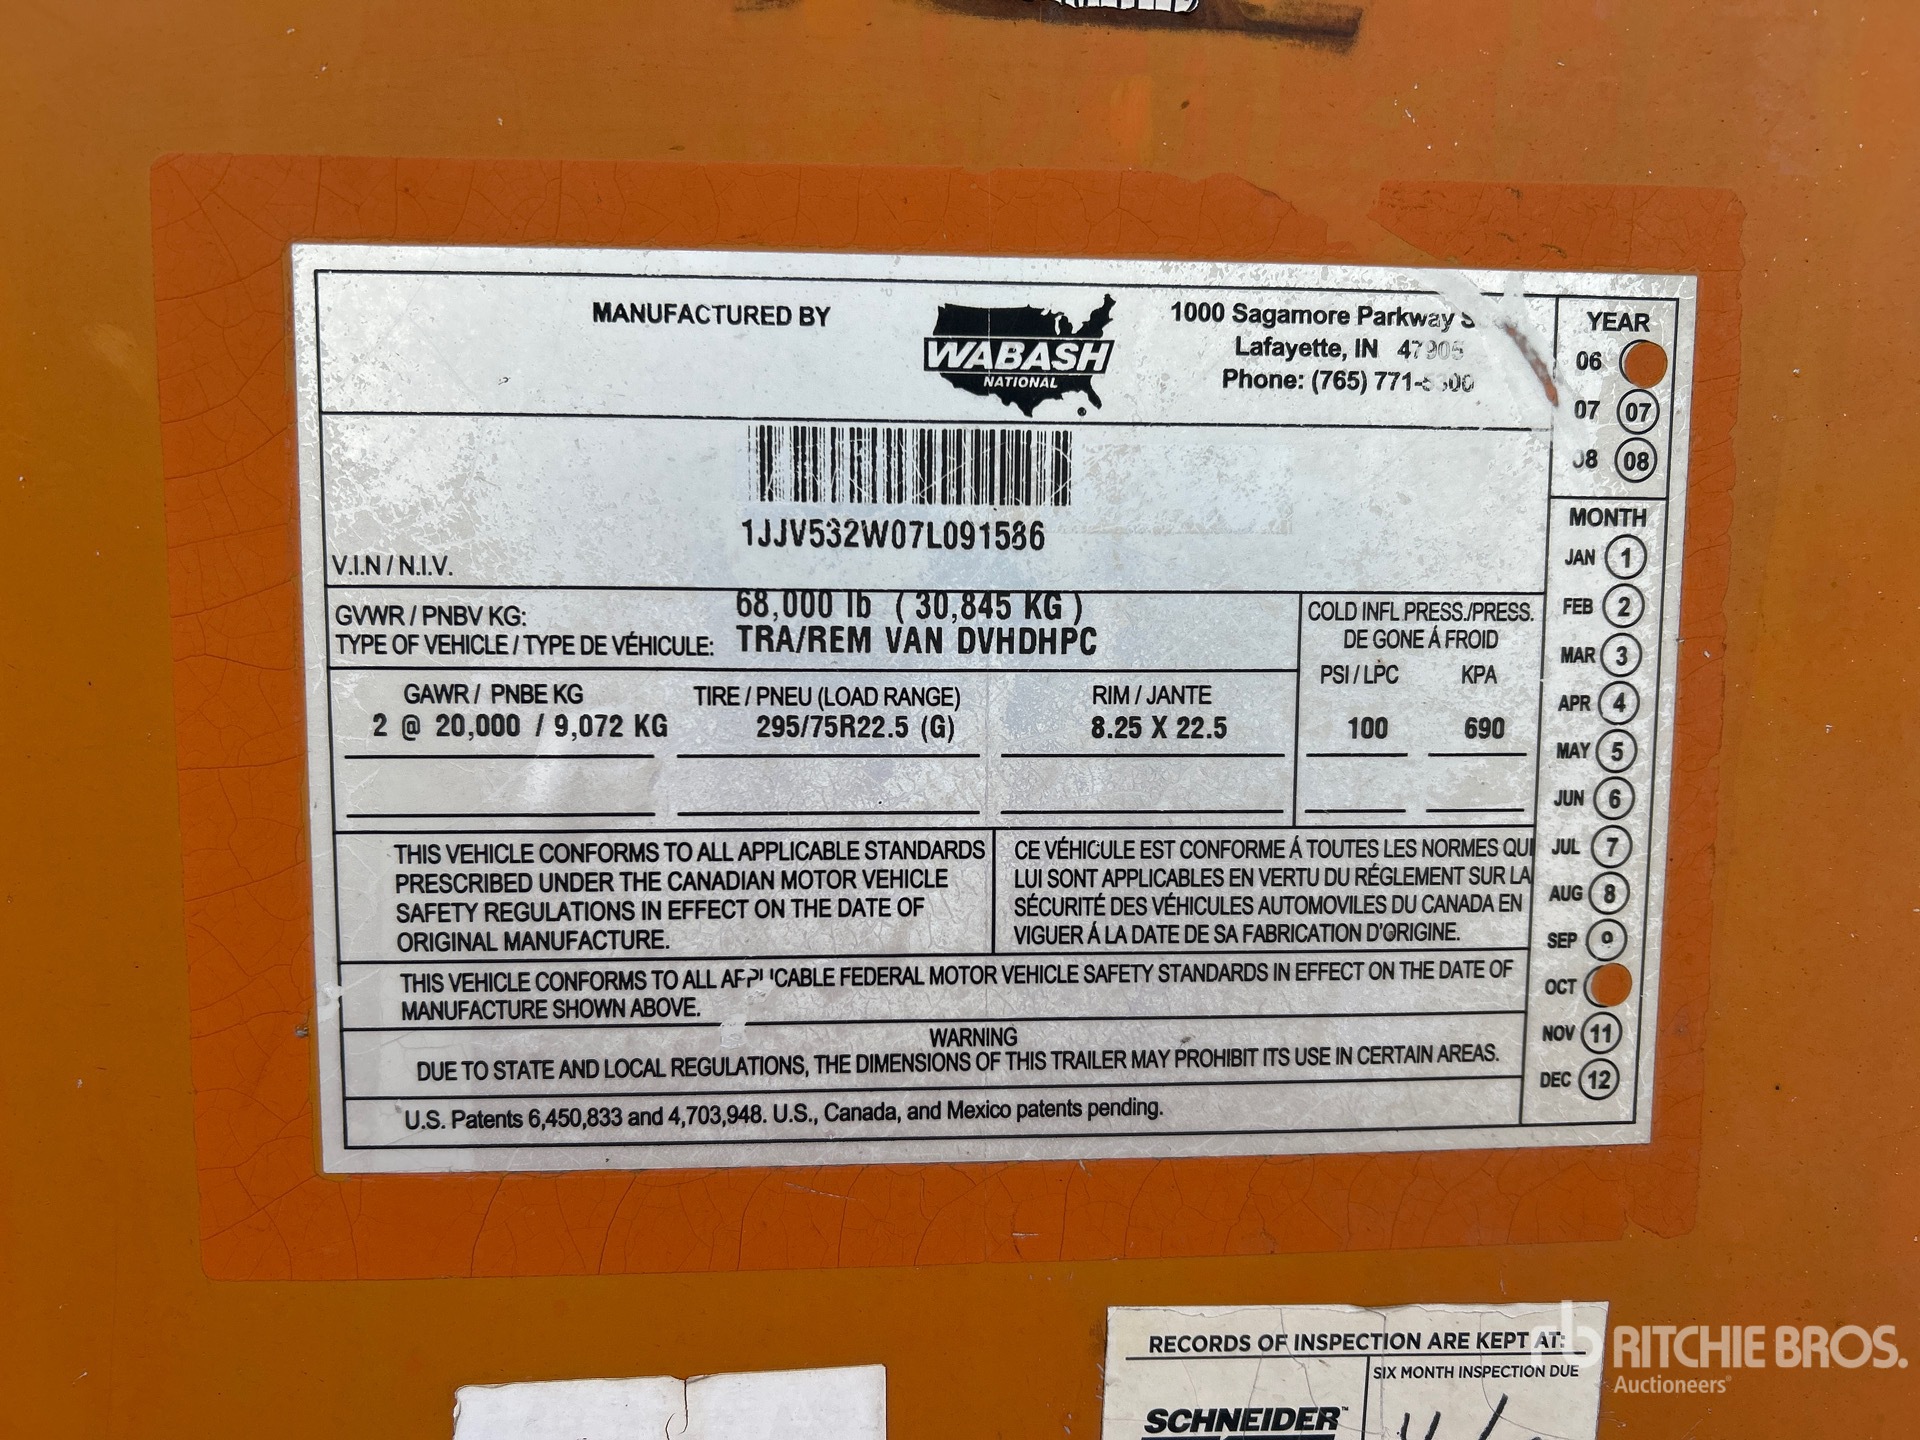 MANUFACTURED BY
WABASH
NATIONAL
®
1000 Sagamore Parkway
Lafayette, IN 47905
Phone: (765) 771-
1JJV532W07L091586
V.I.N / N.I.V.
GVWR / PNBV KG: 68,000 lb ( 30,845 KG )
TYPE OF VEHICLE / TYPE DE VÉHICULE: TRA/REM VAN DVHDHPC
COLD INFL PRESS./PRESS.
DE GONE Á FROID
PSI / LPC KPA
100 690
GAWR / PNBE KG TIRE / PNEU (LOAD RANGE) RIM / JANTE
2 @ 20,000 / 9,072 KG 295/75R22.5 (G) 8.25 X 22.5
THIS VEHICLE CONFORMS TO ALL APPLICABLE STANDARDS
PRESCRIBED UNDER THE CANADIAN MOTOR VEHICLE
SAFETY REGULATIONS IN EFFECT ON THE DATE OF
ORIGINAL MANUFACTURE.
CE VÉHICULE EST CONFORME Á TOUTES LES NORMES QUI
LUI SONT APPLICABLES EN VERTU DU RÉGLEMENT SUR LA
SÉCURITÉ DES VÉHICULES AUTOMOVILES DU CANADA EN
VIGUER Á LA DATE DE SA FABRICATION D'ORIGINE.
THIS VEHICLE CONFORMS TO ALL APPLICABLE FEDERAL MOTOR VEHICLE SAFETY STANDARDS IN EFFECT ON THE DATE OF
MANUFACTURE SHOWN ABOVE.
WARNING
DUE TO STATE AND LOCAL REGULATIONS, THE DIMENSIONS OF THIS TRAILER MAY PROHIBIT ITS USE IN CERTAIN AREAS.
U.S. Patents 6,450,833 and 4,703,948. U.S., Canada, and Mexico patents pending.
YEAR
06
07 07
08 08
MONTH
JAN 1
FEB 2
MAR 3
APR 4
MAY 5
JUN 6
JUL 7
AUG 8
SEP 9
OCT
NOV 11
DEC 12
RECORDS OF INSPECTION ARE KEPT AT:
SIX MONTH INSPECTION DUE
SCHNEIDER™
rb RITCHIE BROS.
Auctioneers®